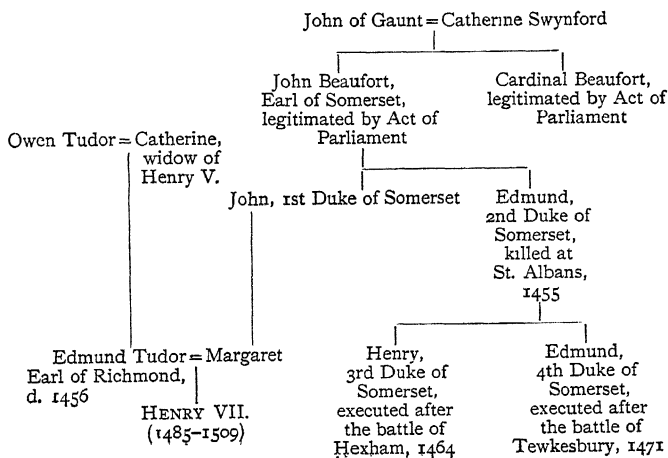 John of Gaunt = Catherine Swynford
John Beaufort,
Earl of Somerset,
legitimated by Act of
Parliament
Cardinal Beaufort,
legitimated by Act of
Parliament
Owen Tudor = Catherine,
widow of
Henry V.
John, 1st Duke of Somerset
Edmund,
2nd Duke of
Somerset,
killed at
St. Albans,
1455
Edmund Tudor = Margaret
Earl of Richmond,
d. 1456
HENRY VII.
(1485–1509)
Henry,
3rd Duke of
Somerset,
executed after
the battle of
Hexham, 1464
Edmund,
4th Duke of
Somerset,
executed after
the battle of
Tewkesbury, 1471